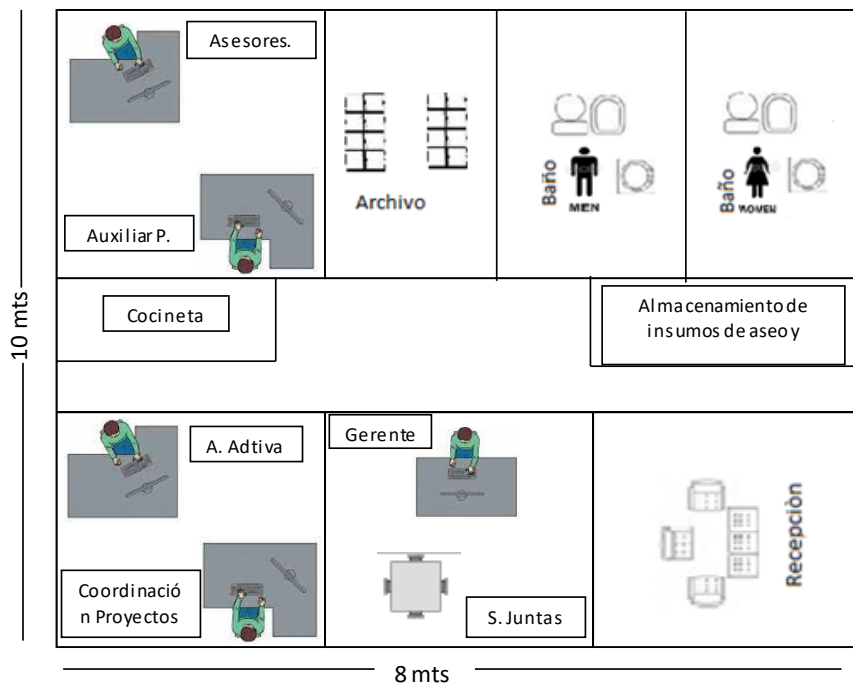 Asesores.
Auxiliar P.
Archivo
Baño
MEN
Baño
WOMEN
Cocineta
Almacenamiento de
insumos de aseo y
10 mts
A. Adtiva
Gerente
Coordinació
n Proyectos
S. Juntas
Recepciòn
8 mts